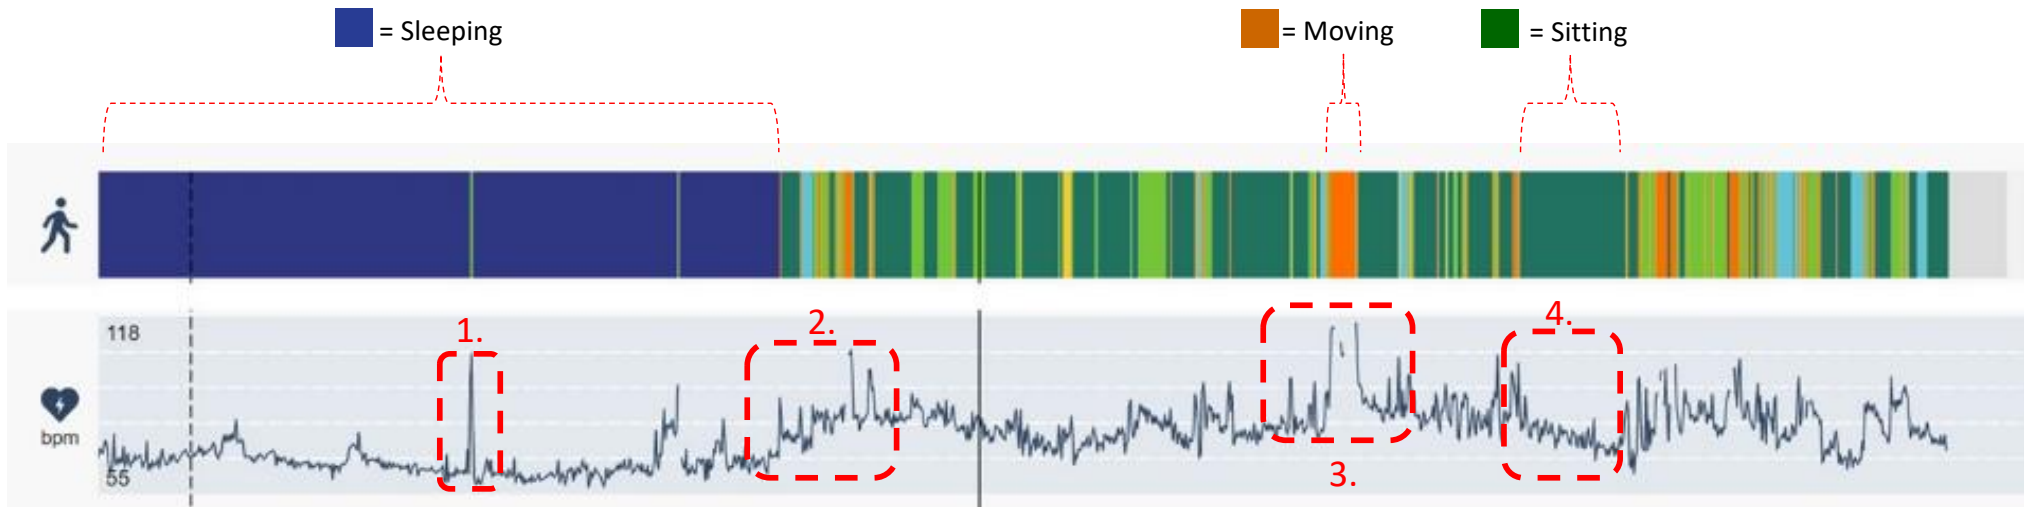 = Sleeping
= Moving
= Sitting
118
1.
2.
3.
4.
55
bpm